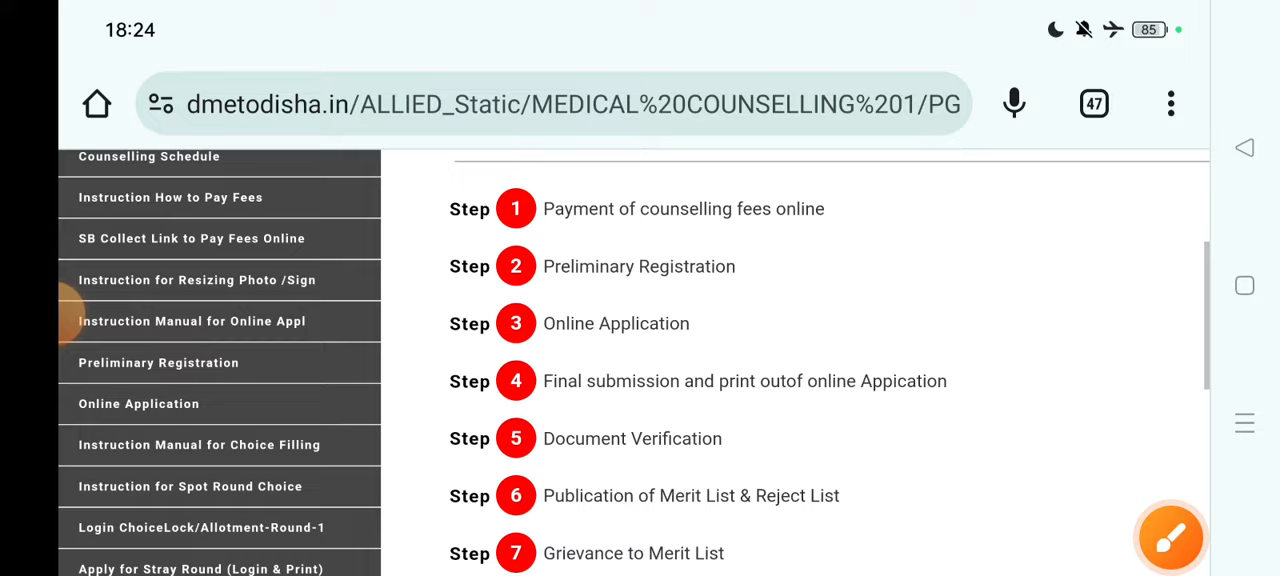 18:24
85
dmetodisha.in/ALLIED_Static/MEDICAL%20COUNSELLING%201/PG
47
Counselling Schedule
Instruction How to Pay Fees
SB Collect Link to Pay Fees Online
Instruction for Resizing Photo /Sign
Instruction Manual for Online Appl
Preliminary Registration
Online Application
Instruction Manual for Choice Filling
Instruction for Spot Round Choice
Login ChoiceLock/Allotment-Round-1
Apply for Stray Round (Login & Print)
Step 1 Payment of counselling fees online
Step 2 Preliminary Registration
Step 3 Online Application
Step 4 Final submission and print outof online Appication
Step 5 Document Verification
Step 6 Publication of Merit List & Reject List
Step 7 Grievance to Merit List